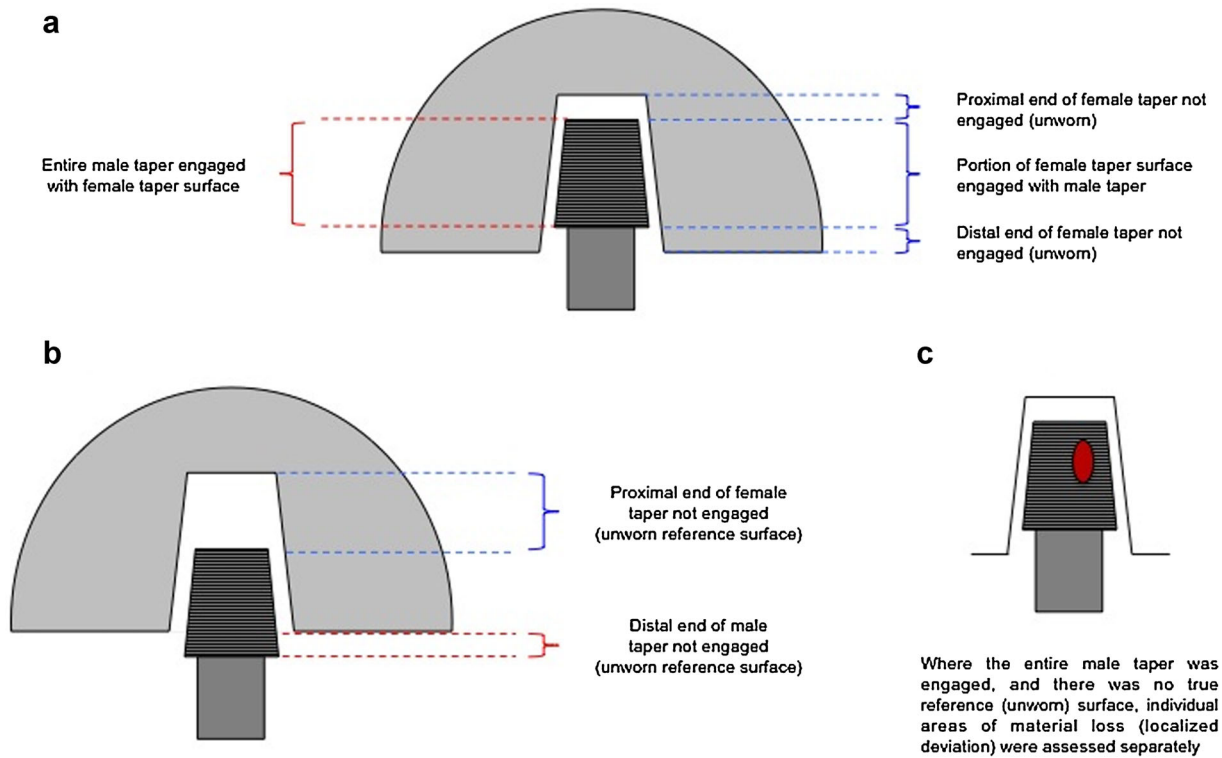 a
Entire male taper engaged
with female taper surface
Proximal end of female taper not
engaged (unworn)
Portion of female taper surface
engaged with male taper
Distal end of female taper not
engaged (unworn)
b
Proximal end of female
taper not engaged
(unworn reference surface)
Distal end of male
taper not engaged
(unworn reference surface)
c
Where the entire male taper was
engaged, and there was no true
reference (unworn) surface, individual
areas of material loss (localized
deviation) were assessed separately